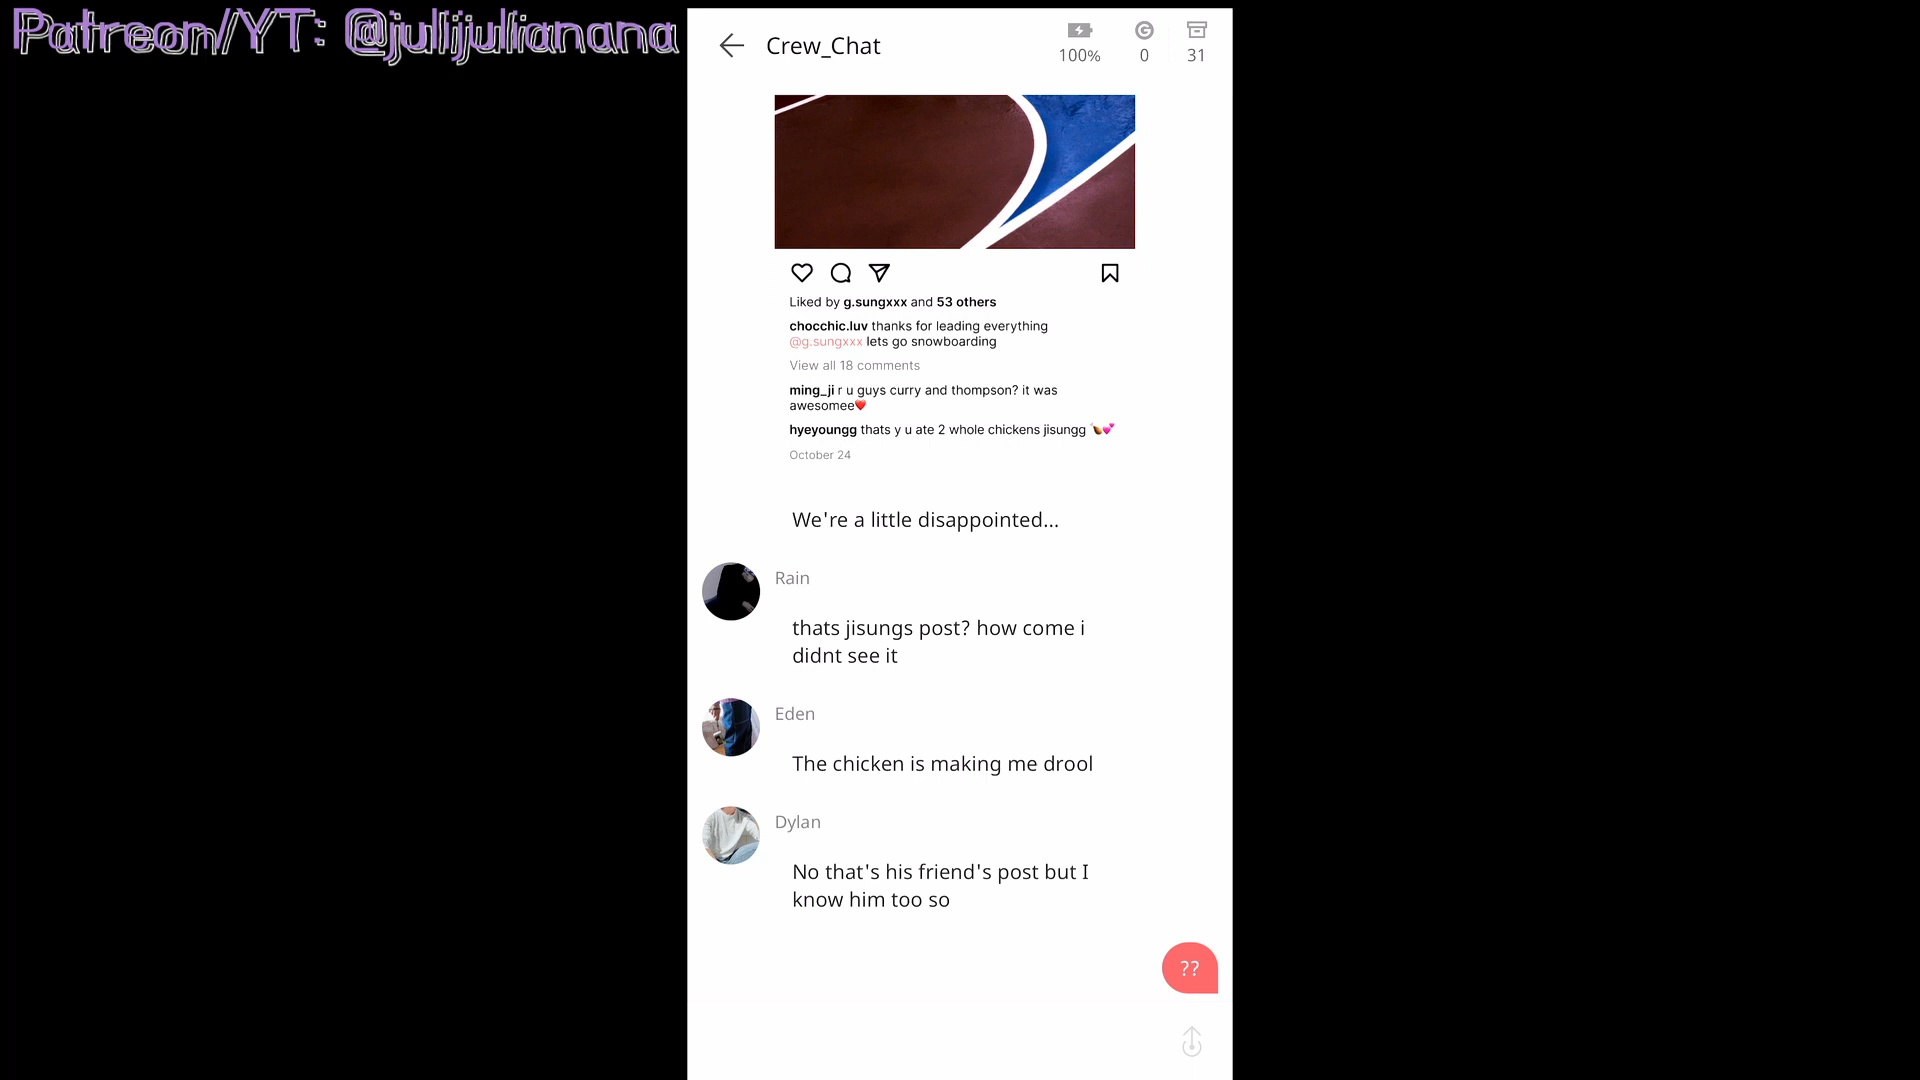 Patreon/YT: @julijulianana
Crew_Chat
100%
0
31
Liked by g.sungxxx and 53 others
chocchic.luv thanks for leading everything
@g.sungxxx lets go snowboarding
View all 18 comments
ming_ji r u guys curry and thompson? it was
awesomee❤️
hyeyoungg thats y u ate 2 whole chickens jisungg 🍗💕
October 24
We're a little disappointed...
Rain
thats jisungs post? how come i
didnt see it
Eden
The chicken is making me drool
Dylan
No that's his friend's post but I
know him too so
??